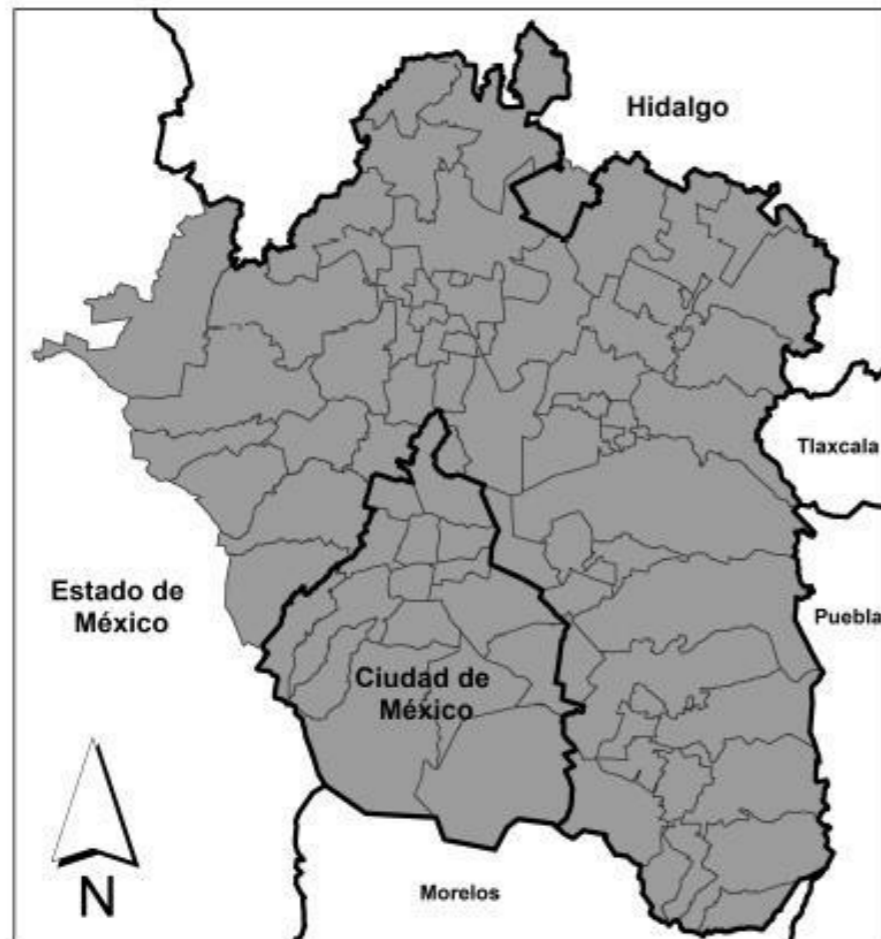 Hidalgo
Tlaxcala
Estado de
México
Puebla
Ciudad de
México
N
Morelos